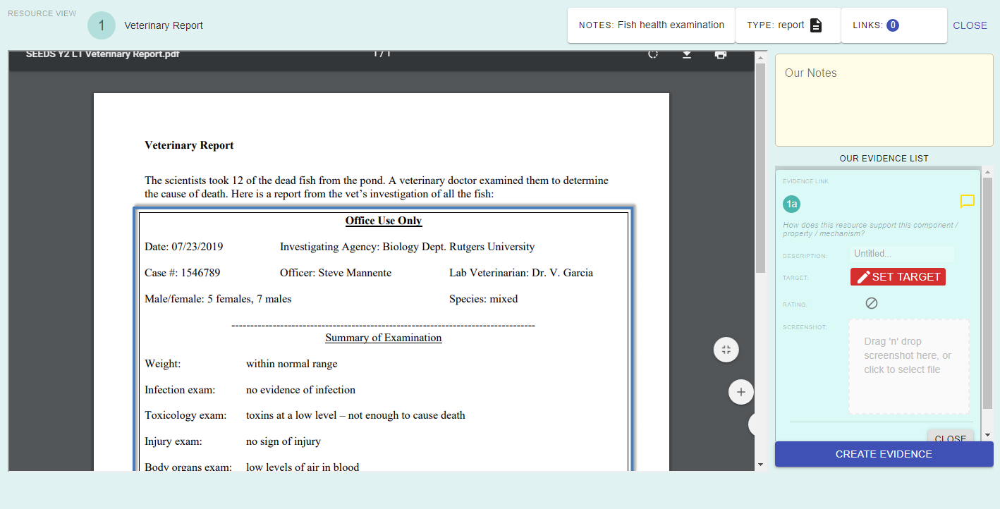 RESOURCE VIEW
1
Veterinary Report
NOTES: Fish health examination
TYPE: report
LINKS: 0
CLOSE
SEEDS Y2 L1 Veterinary Report.pdf
1 / 1
Veterinary Report
The scientists took 12 of the dead fish from the pond. A veterinary doctor examined them to determine
the cause of death. Here is a report from the vet’s investigation of all the fish:
Office Use Only
Date: 07/23/2019 Investigating Agency: Biology Dept. Rutgers University
Case #: 1546789 Officer: Steve Mannente Lab Veterinarian: Dr. V. Garcia
Male/female: 5 females, 7 males Species: mixed
--------------------------------------------------------------------------------
Summary of Examination
Weight: within normal range
Infection exam: no evidence of infection
Toxicology exam: toxins at a low level – not enough to cause death
Injury exam: no sign of injury
Body organs exam: low levels of air in blood
Our Notes
OUR EVIDENCE LIST
EVIDENCE LINK
1a
How does this resource support this component /
property / mechanism?
DESCRIPTION: Untitled...
TARGET: SET TARGET
RATING:
SCREENSHOT:
Drag 'n' drop
screenshot here, or
click to select file
CLOSE
CREATE EVIDENCE